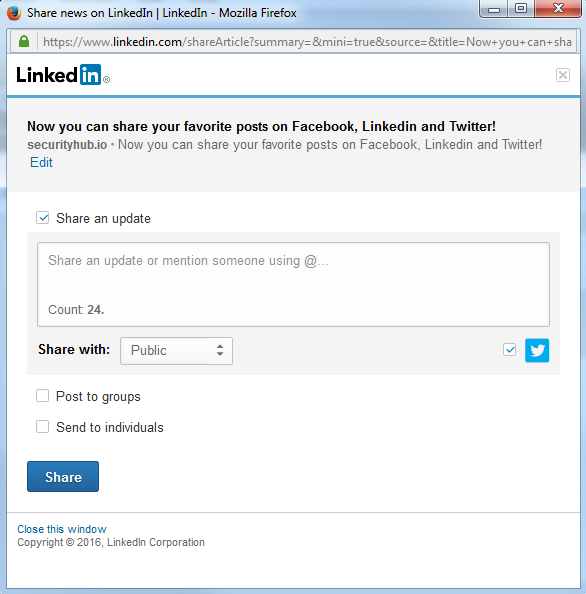 Share news on LinkedIn | LinkedIn - Mozilla Firefox
https://www.linkedin.com/shareArticle?summary=&mini=true&source=&title=Now+you+can+sha
Linkedin®
Now you can share your favorite posts on Facebook, Linkedin and Twitter!
securityhub.io • Now you can share your favorite posts on Facebook, Linkedin and Twitter!
Edit
Share an update
Share an update or mention someone using @...
Count: 24.
Share with: Public
Post to groups
Send to individuals
Share
Close this window
Copyright © 2016, LinkedIn Corporation